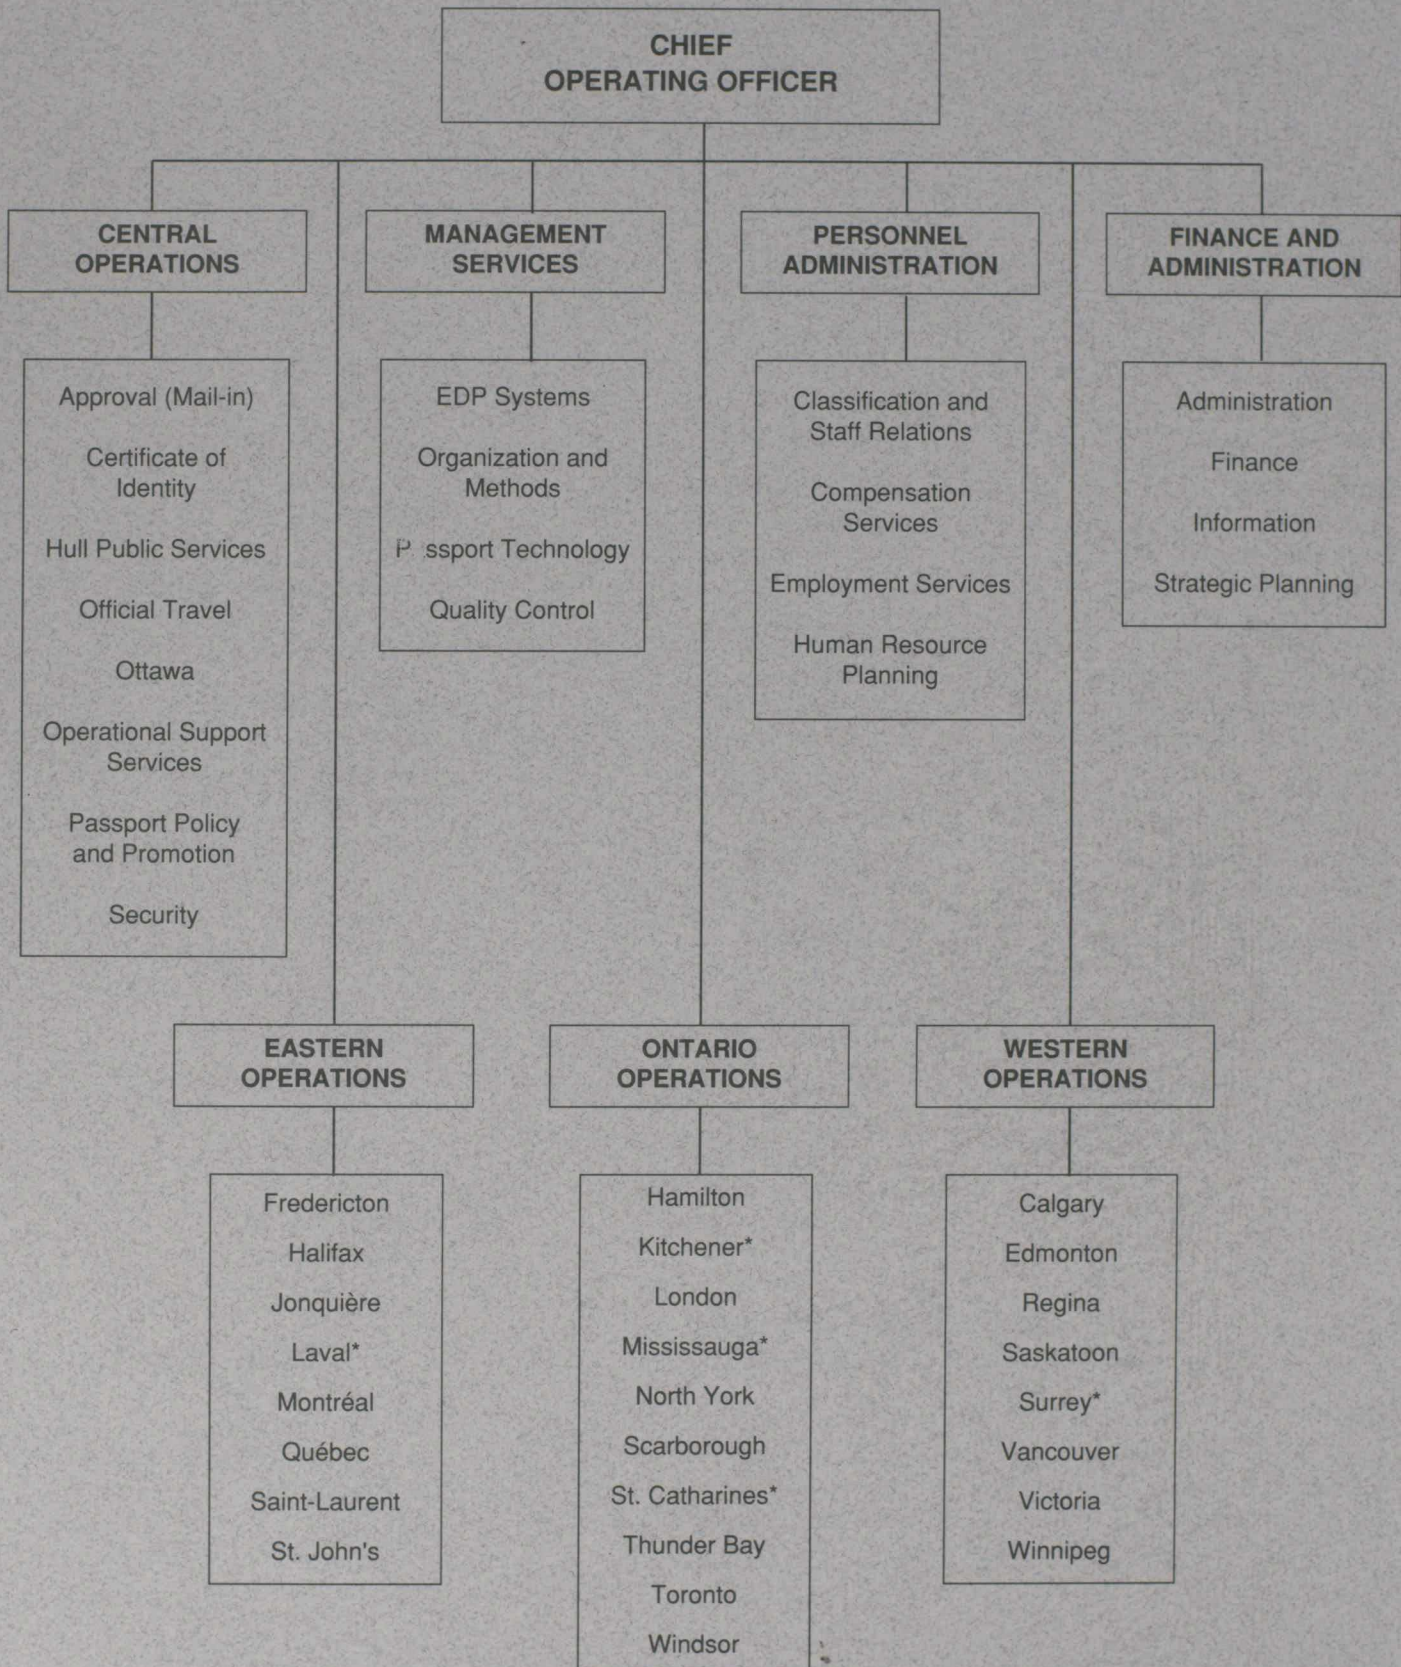 CHIEF
OPERATING OFFICER
CENTRAL
OPERATIONS
MANAGEMENT
SERVICES
PERSONNEL
ADMINISTRATION
FINANCE AND
ADMINISTRATION
Approval (Mail-in)
Certificate of
Identity
Hull Public Services
Official Travel
Ottawa
Operational Support
Services
Passport Policy
and Promotion
Security
EDP Systems
Organization and
Methods
P ssport Technology
Quality Control
Classification and
Staff Relations
Compensation
Services
Employment Services
Human Resource
Planning
Administration
Finance
Information
Strategic Planning
EASTERN
OPERATIONS
ONTARIO
OPERATIONS
WESTERN
OPERATIONS
Fredericton
Halifax
Jonquière
Laval*
Montréal
Québec
Saint-Laurent
St. John's
Hamilton
Kitchener*
London
Mississauga*
North York
Scarborough
St. Catharines*
Thunder Bay
Toronto
Windsor
Calgary
Edmonton
Regina
Saskatoon
Surrey*
Vancouver
Victoria
Winnipeg